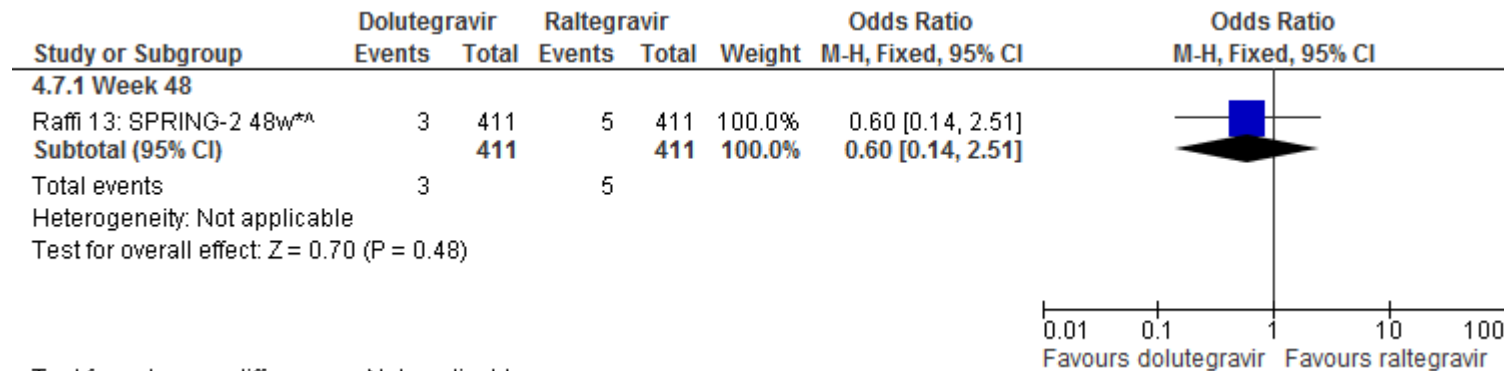 Dolutegravir Raltegravir Odds Ratio Odds Ratio
Study or Subgroup Events Total Events Total Weight M-H, Fixed, 95% CI M-H, Fixed, 95% CI
4.7.1 Week 48
Raffi 13: SPRING-2 48w*^ 3 411 5 411 100.0% 0.60 [0.14, 2.51]
Subtotal (95% CI) 411 411 100.0% 0.60 [0.14, 2.51]
Total events 3 5
Heterogeneity: Not applicable
Test for overall effect: Z = 0.70 (P = 0.48)
0.01 0.1 1 10 100
Favours dolutegravir Favours raltegravir